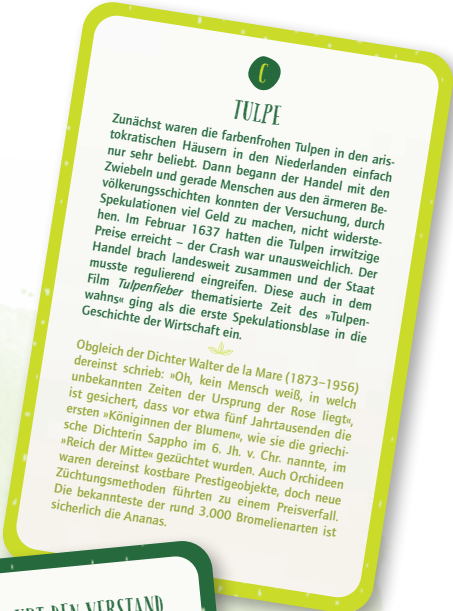 C
TULPE
Zunächst waren die farbenfrohen Tulpen in den aris-
tokratischen Häusern in den Niederlanden einfach
nur sehr beliebt. Dann begann der Handel mit den
Zwiebeln und gerade Menschen aus den ärmeren Be-
völkerungsschichten konnten der Versuchung, durch
Spekulationen viel Geld zu machen, nicht widerste-
hen. Im Februar 1637 hatten die Tulpen irrwitzige
Preise erreicht – der Crash war unausweichlich. Der
Handel brach landesweit zusammen und der Staat
musste regulierend eingreifen. Diese auch in dem
Film Tulpenfieber thematisierte Zeit des »Tulpen-
wahns« ging als die erste Spekulationsblase in die
Geschichte der Wirtschaft ein.
Obgleich der Dichter Walter de la Mare (1873–1956)
dereinst schrieb: »Oh, kein Mensch weiß, in welch
unbekannten Zeiten der Ursprung der Rose liegt«,
ist gesichert, dass vor etwa fünf Jahrtausenden die
ersten »Königinnen der Blumen«, wie sie die griechi-
sche Dichterin Sappho im 6. Jh. v. Chr. nannte, im
»Reich der Mitte« gezüchtet wurden. Auch Orchideen
waren dereinst kostbare Prestigeobjekte, doch neue
Züchtungsmethoden führten zu einem Preisverfall.
Die bekannteste der rund 3.000 Bromelienarten ist
sicherlich die Ananas.
DEN VERSTAND